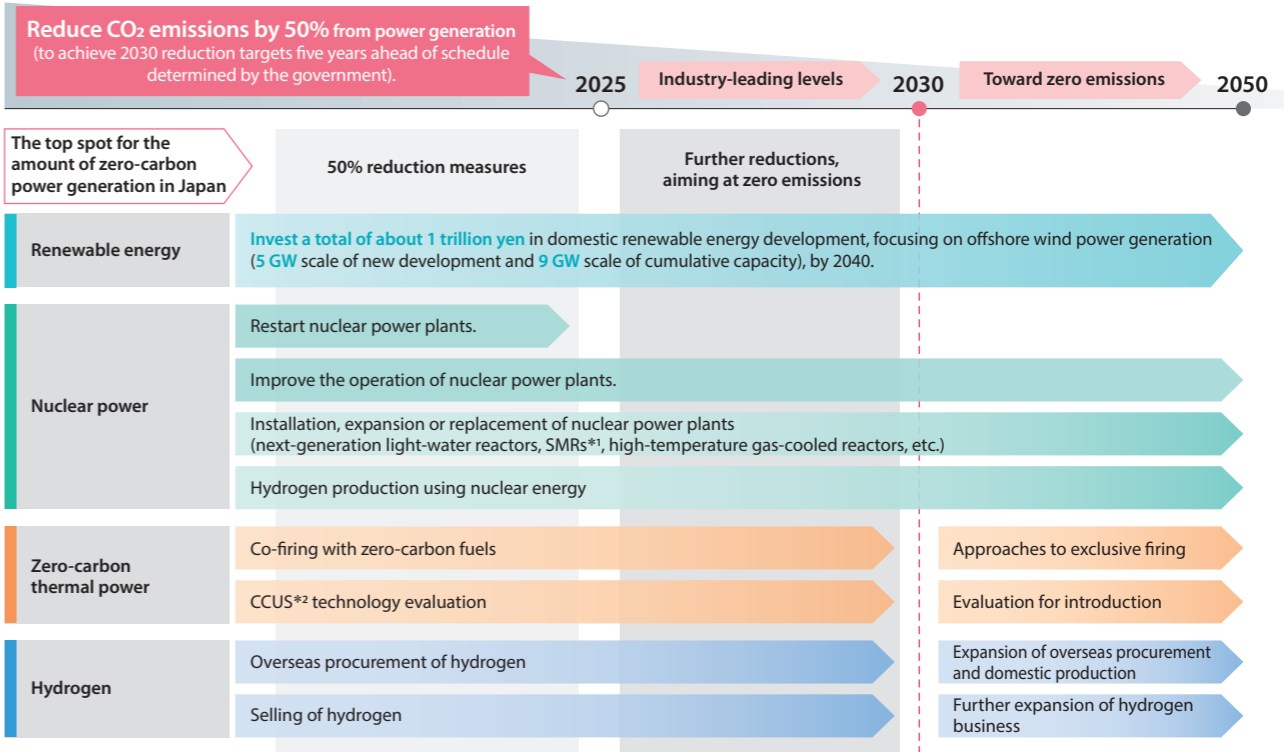 Reduce CO₂ emissions by 50% from power generation
(to achieve 2030 reduction targets five years ahead of schedule
determined by the government).
2025
Industry-leading levels
2030
Toward zero emissions
2050
The top spot for the
amount of zero-carbon
power generation in Japan
50% reduction measures
Further reductions,
aiming at zero emissions
Renewable energy
Invest a total of about 1 trillion yen in domestic renewable energy development, focusing on offshore wind power generation
(5 GW scale of new development and 9 GW scale of cumulative capacity), by 2040.
Nuclear power
Restart nuclear power plants.
Improve the operation of nuclear power plants.
Installation, expansion or replacement of nuclear power plants
(next-generation light-water reactors, SMRs*¹, high-temperature gas-cooled reactors, etc.)
Hydrogen production using nuclear energy
Zero-carbon
thermal power
Co-firing with zero-carbon fuels
Approaches to exclusive firing
CCUS*² technology evaluation
Evaluation for introduction
Hydrogen
Overseas procurement of hydrogen
Expansion of overseas procurement
and domestic production
Selling of hydrogen
Further expansion of hydrogen
business